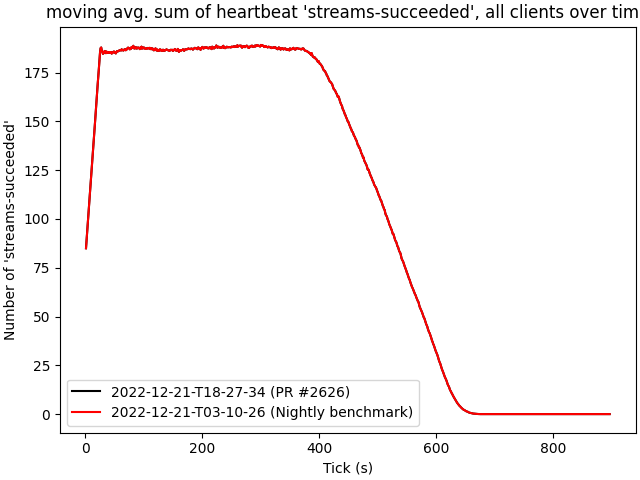 moving avg. sum of heartbeat 'streams-succeeded', all clients over tim
Number of 'streams-succeeded'
175
150
125
100
75
50
25
0
2022-12-21-T18-27-34 (PR #2626)
2022-12-21-T03-10-26 (Nightly benchmark)
0 200 400 600 800
Tick (s)